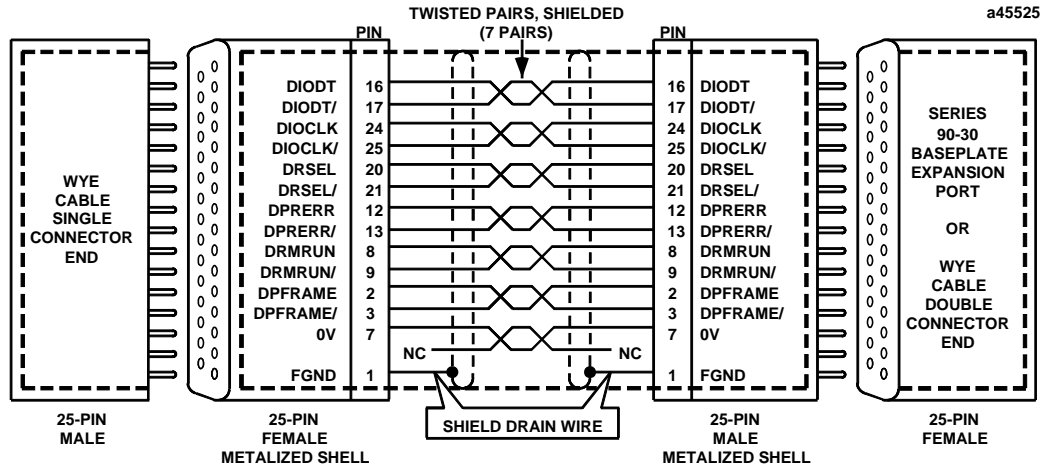 TWISTED PAIRS, SHIELDED
(7 PAIRS)
a45525
PIN
PIN
DIODT 16
DIODT/ 17
DIOCLK 24
DIOCLK/ 25
DRSEL 20
DRSEL/ 21
DPRERR 12
DPRERR/ 13
DRMRUN 8
DRMRUN/ 9
DPFRAME 2
DPFRAME/ 3
0V 7
NC
FGND 1
16 DIODT
17 DIODT/
24 DIOCLK
25 DIOCLK/
20 DRSEL
21 DRSEL/
12 DPRERR
13 DPRERR/
8 DRMRUN
9 DRMRUN/
2 DPFRAME
3 DPFRAME/
7 0V
NC
1 FGND
WYE
CABLE
SINGLE
CONNECTOR
END
SERIES
90-30
BASEPLATE
EXPANSION
PORT
OR
WYE
CABLE
DOUBLE
CONNECTOR
END
SHIELD DRAIN WIRE
25-PIN
MALE
25-PIN
FEMALE
METALIZED SHELL
25-PIN
MALE
METALIZED SHELL
25-PIN
FEMALE